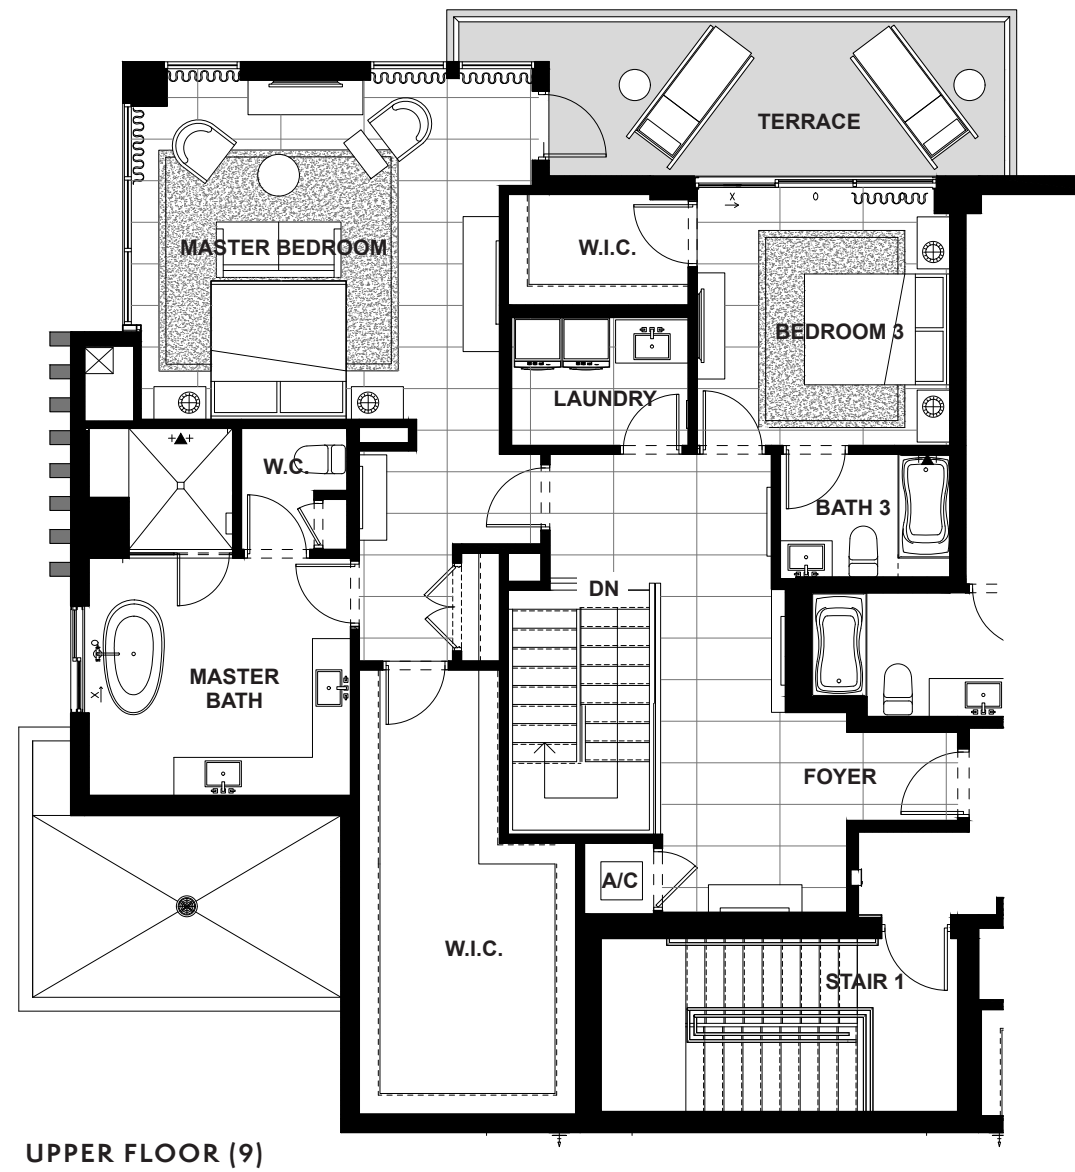 TERRACE
MASTER BEDROOM
W.I.C.
BEDROOM 3
LAUNDRY
W.C.
BATH 3
DN
MASTER
BATH
FOYER
A/C
W.I.C.
STAIR 1
X
O
X
UPPER FLOOR (9)